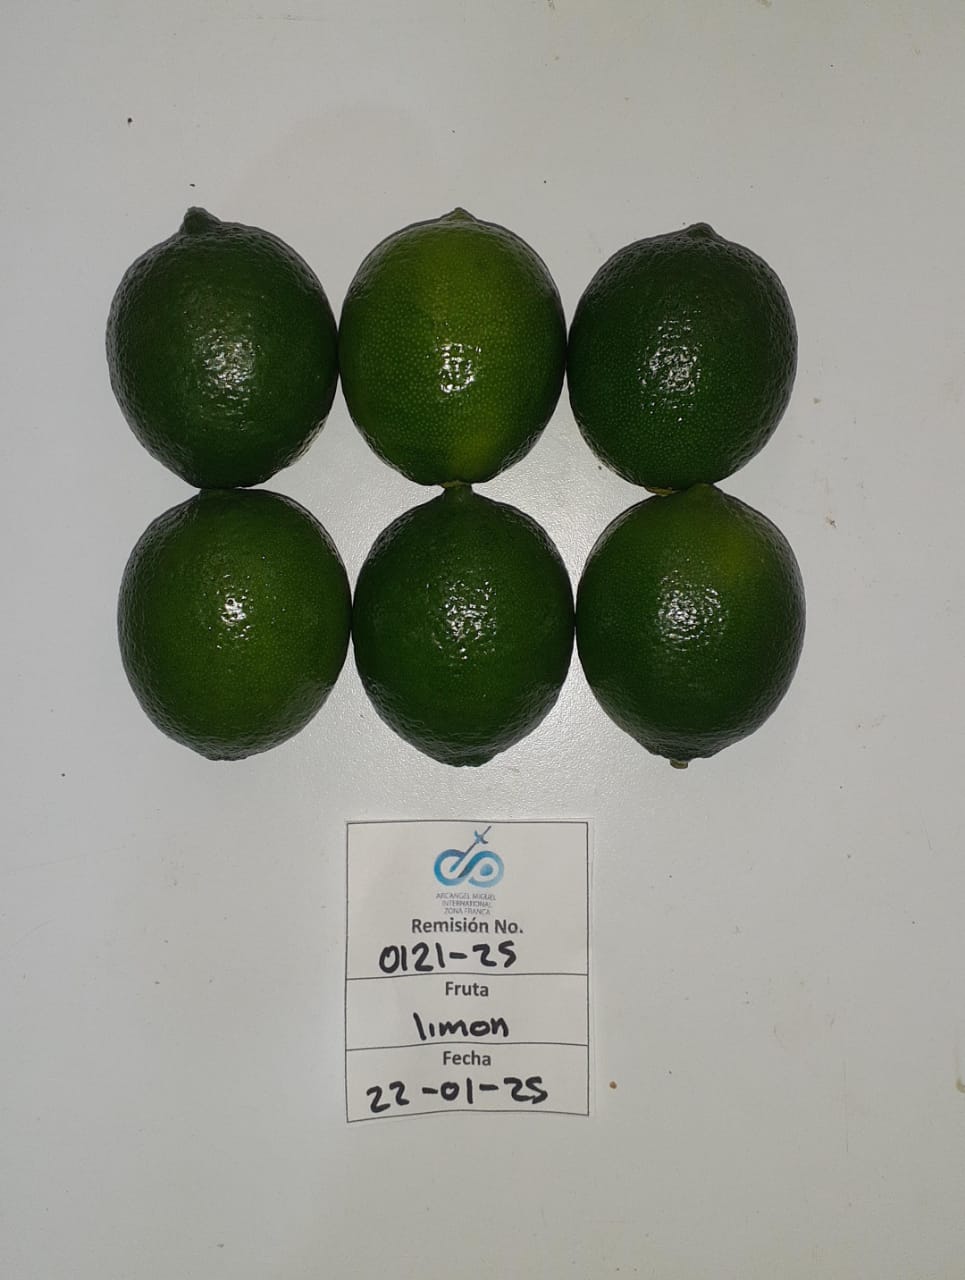 ARCANGEL MIGUEL
INTERNATIONAL
ZONA FRANCA
Remisión No.
0121-25
Fruta
limon
Fecha
22-01-25